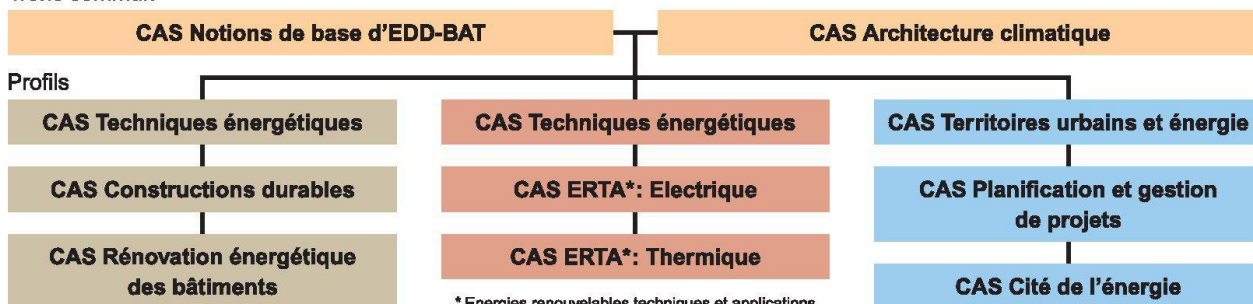 CAS Notions de base d'EDD-BAT
CAS Architecture climatique
Profils
CAS Techniques énergétiques
CAS Techniques énergétiques
CAS Territoires urbains et énergie
CAS Constructions durables
CAS ERTA*: Electrique
CAS Planification et gestion
de projets
CAS Rénovation énergétique
des bâtiments
CAS ERTA*: Thermique
CAS Cité de l'énergie
* Energies renouvelables techniques et applications